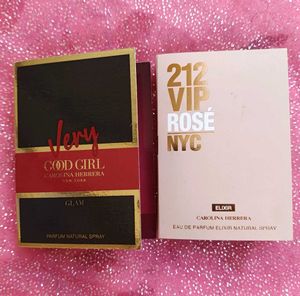 Very
GOOD GIRL
CAROLINA HERRERA
NEW YORK
GLAM
PARFUM NATURAL SPRAY
212
VIP
ROSÉ
NYC
ELIXIR
CAROLINA HERRERA
EAU DE PARFUM ELIXIR NATURAL SPRAY